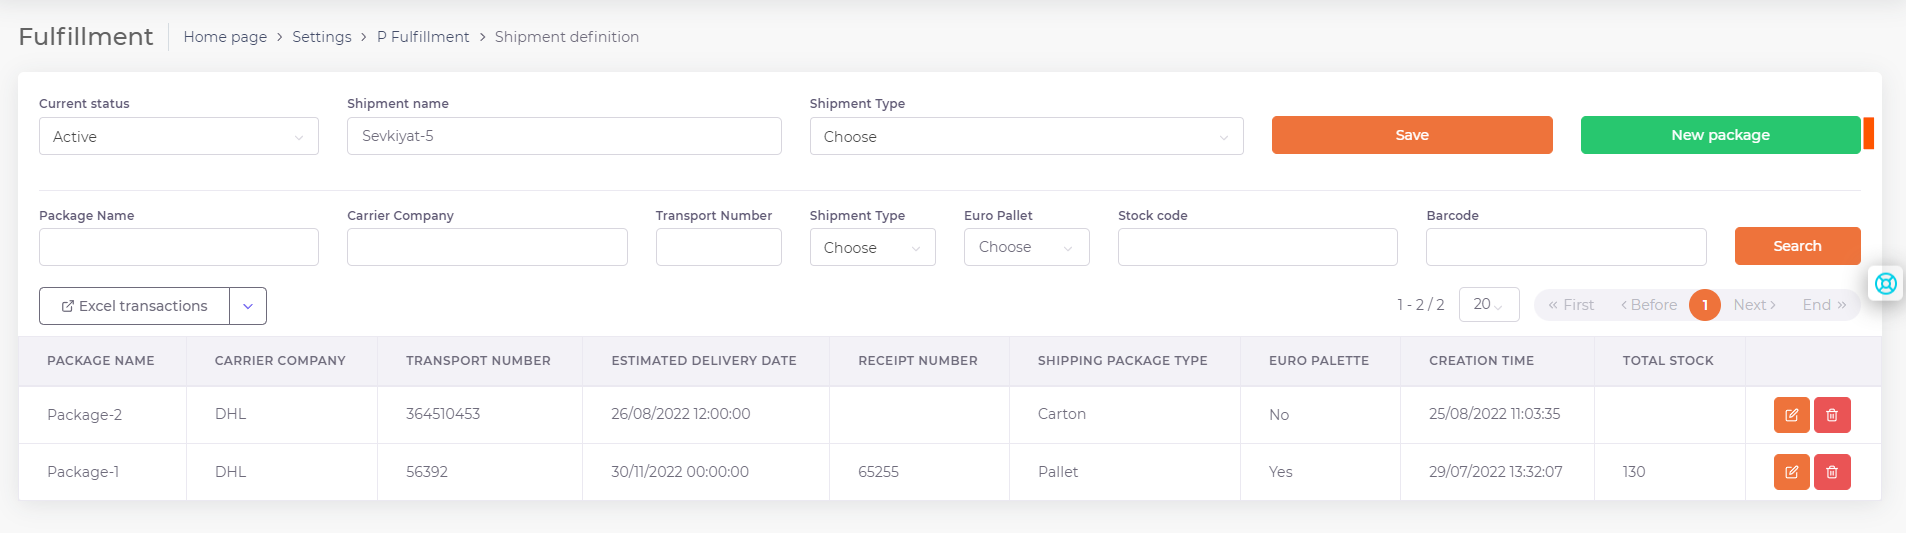 Fulfillment Home page > Settings > P Fulfillment > Shipment definition
Current status Shipment name Shipment Type
Active Sevkiyat-5 Choose Save New package
Package Name Carrier Company Transport Number Shipment Type Euro Pallet Stock code Barcode
Choose Choose Search
Excel transactions 1 - 2 / 2 20 « First ‹ Before 1 Next › End »
PACKAGE NAME CARRIER COMPANY TRANSPORT NUMBER ESTIMATED DELIVERY DATE RECEIPT NUMBER SHIPPING PACKAGE TYPE EURO PALETTE CREATION TIME TOTAL STOCK
Package-2 DHL 364510453 26/08/2022 12:00:00 Carton No 25/08/2022 11:03:35
Package-1 DHL 56392 30/11/2022 00:00:00 65255 Pallet Yes 29/07/2022 13:32:07 130